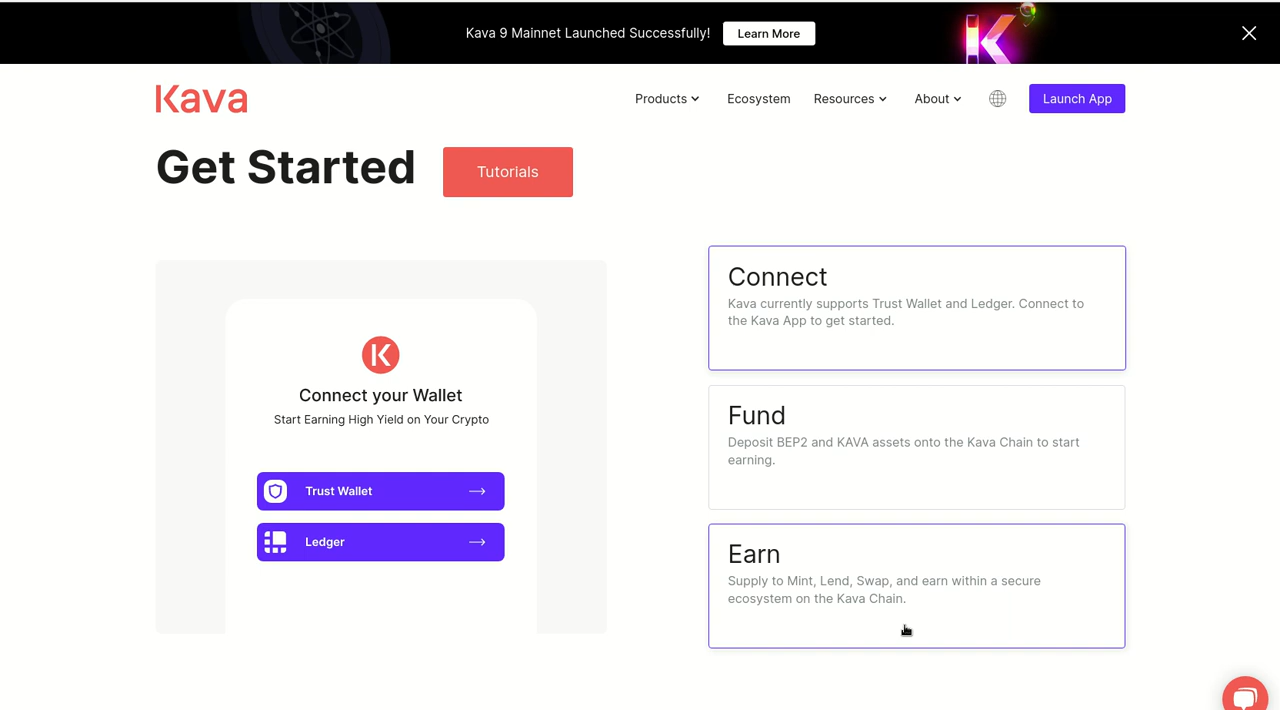 Kava 9 Mainnet Launched Successfully! Learn More
Kava Products Ecosystem Resources About Launch App
Get Started Tutorials
Connect your Wallet
Start Earning High Yield on Your Crypto
Trust Wallet
Ledger
Connect
Kava currently supports Trust Wallet and Ledger. Connect to
the Kava App to get started.
Fund
Deposit BEP2 and KAVA assets onto the Kava Chain to start
earning.
Earn
Supply to Mint, Lend, Swap, and earn within a secure
ecosystem on the Kava Chain.